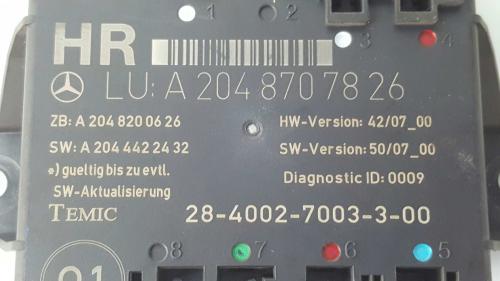 HR
1 2
3 4
LU: A 204 870 78 26
ZB: A 204 820 06 26
HW-Version: 42/07_00
SW: A 204 442 24 32
SW-Version: 50/07_00
*) gueltig bis zu evtl.
SW-Aktualisierung
Diagnostic ID: 0009
TEMIC
28-4002-7003-3-00
8 7 6 5
01